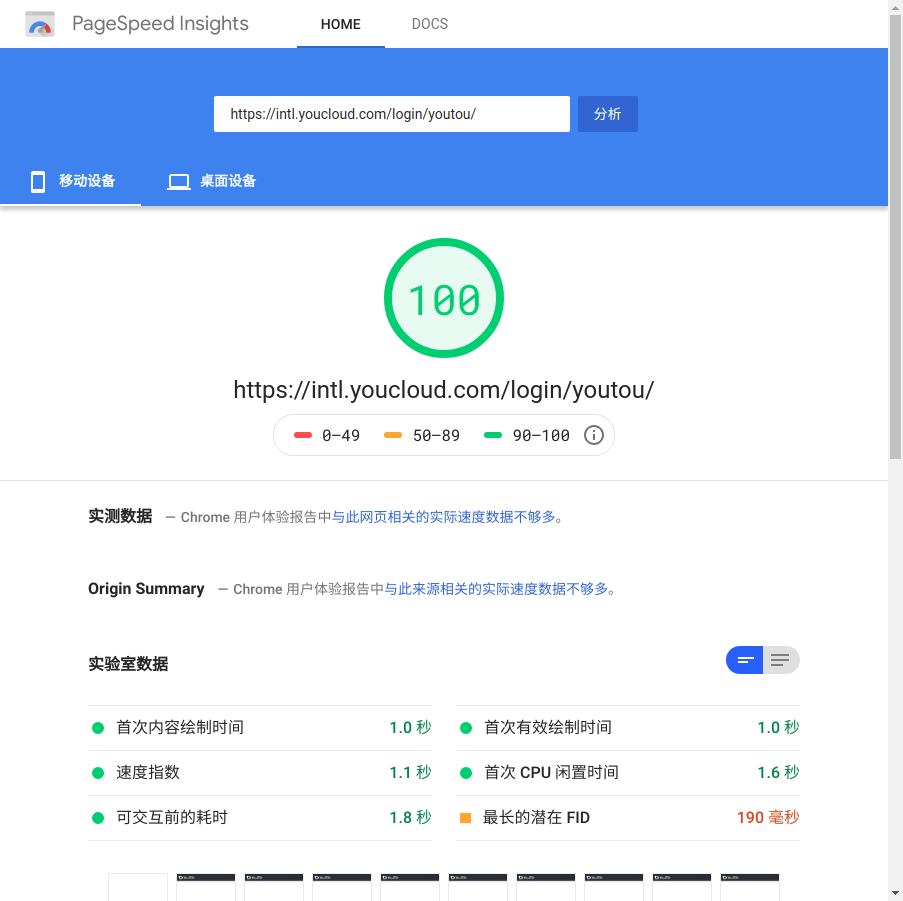 PageSpeed Insights HOME DOCS
https://intl.youcloud.com/login/youtou/ 分析
移动设备 桌面设备
100
https://intl.youcloud.com/login/youtou/
0–49 50–89 90–100
实测数据 — Chrome 用户体验报告中与此网页相关的实际速度数据不够多。
Origin Summary — Chrome 用户体验报告中与此来源相关的实际速度数据不够多。
实验室数据
首次内容绘制时间 1.0 秒 首次有效绘制时间 1.0 秒
速度指数 1.1 秒 首次 CPU 闲置时间 1.6 秒
可交互前的耗时 1.8 秒 最长的潜在 FID 190 毫秒